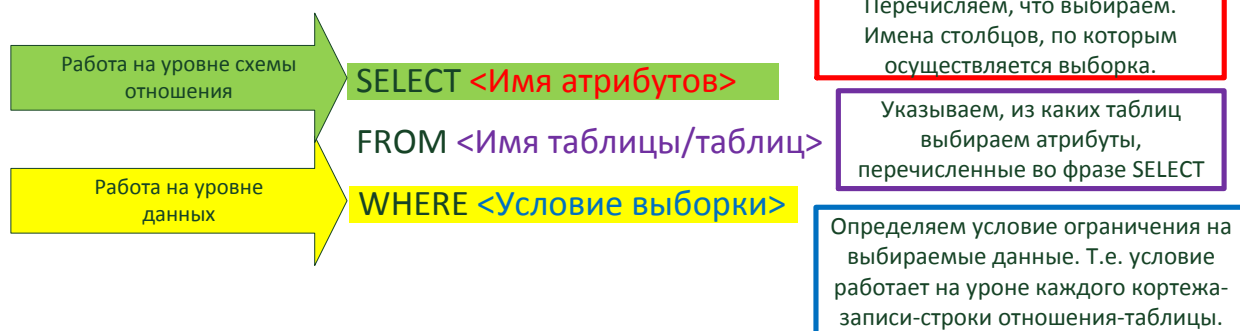 Перечисляем, что выбираем.
Имена столбцов, по которым
осуществляется выборка.
Работа на уровне схемы
отношения
SELECT <Имя атрибутов>
Указываем, из каких таблиц
выбираем атрибуты,
перечисленные во фразе SELECT
FROM <Имя таблицы/таблиц>
Работа на уровне
данных
WHERE <Условие выборки>
Определяем условие ограничения на
выбираемые данные. Т.е. условие
работает на уроне каждого кортежа-
записи-строки отношения-таблицы.